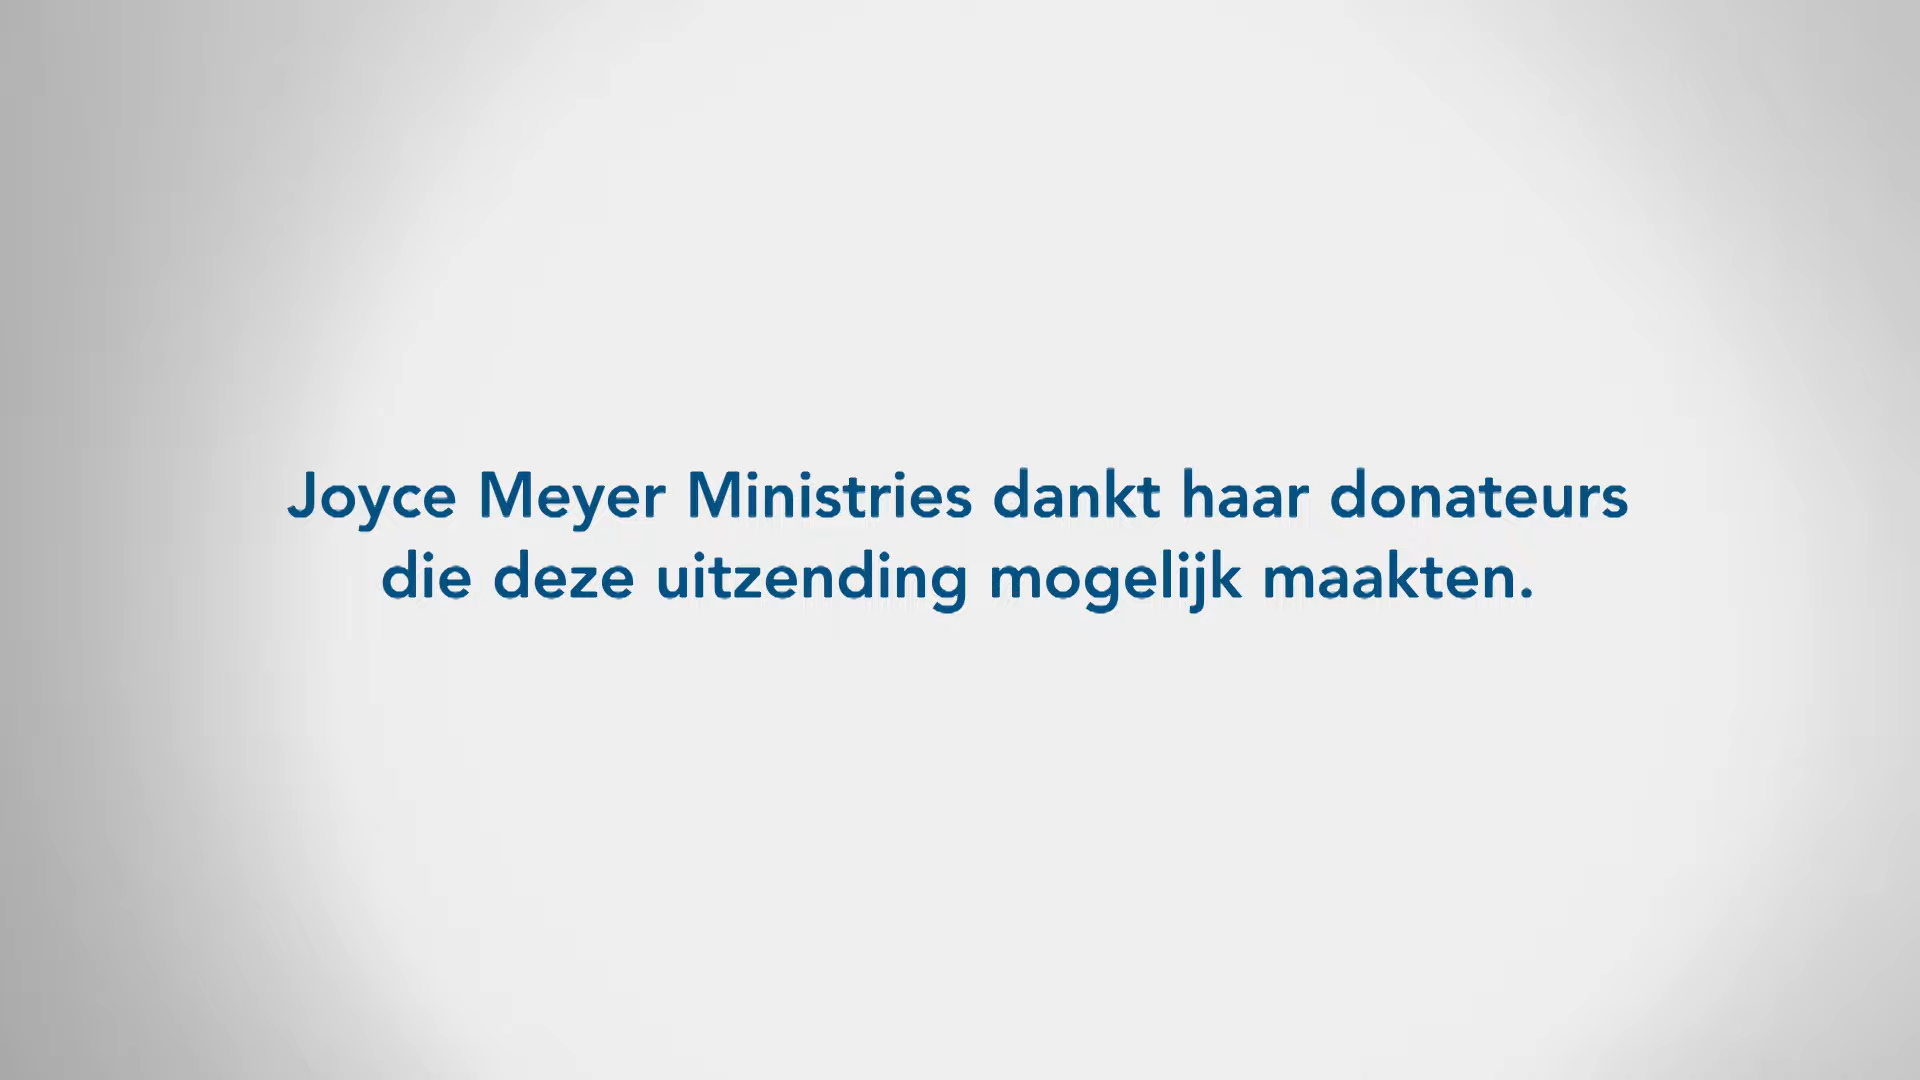 Joyce Meyer Ministries dankt haar donateurs
die deze uitzending mogelijk maakten.